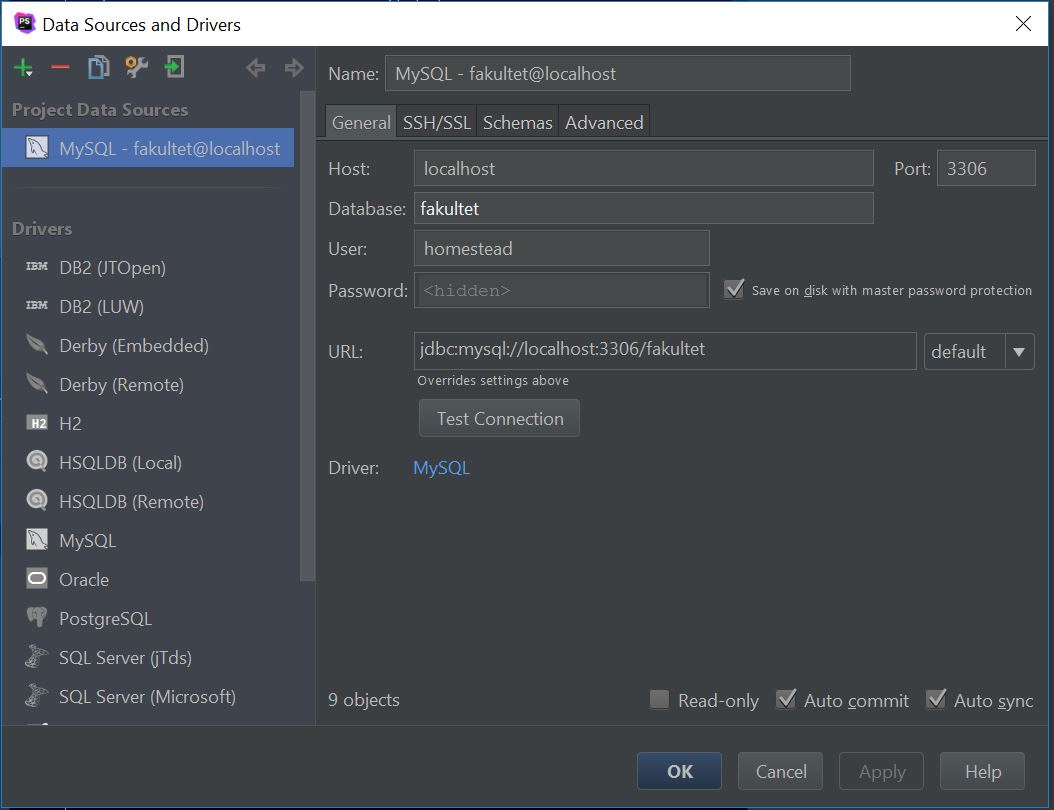 PS Data Sources and Drivers
Name: MySQL - fakultet@localhost
Project Data Sources
MySQL - fakultet@localhost
Drivers
IBM DB2 (JTOpen)
IBM DB2 (LUW)
Derby (Embedded)
Derby (Remote)
H2 H2
HSQLDB (Local)
HSQLDB (Remote)
MySQL
Oracle
PostgreSQL
SQL Server (jTds)
SQL Server (Microsoft)
General SSH/SSL Schemas Advanced
Host: localhost Port: 3306
Database: fakultet
User: homestead
Password: <hidden> Save on disk with master password protection
URL: jdbc:mysql://localhost:3306/fakultet default
Overrides settings above
Test Connection
Driver: MySQL
9 objects Read-only Auto commit Auto sync
OK Cancel Apply Help